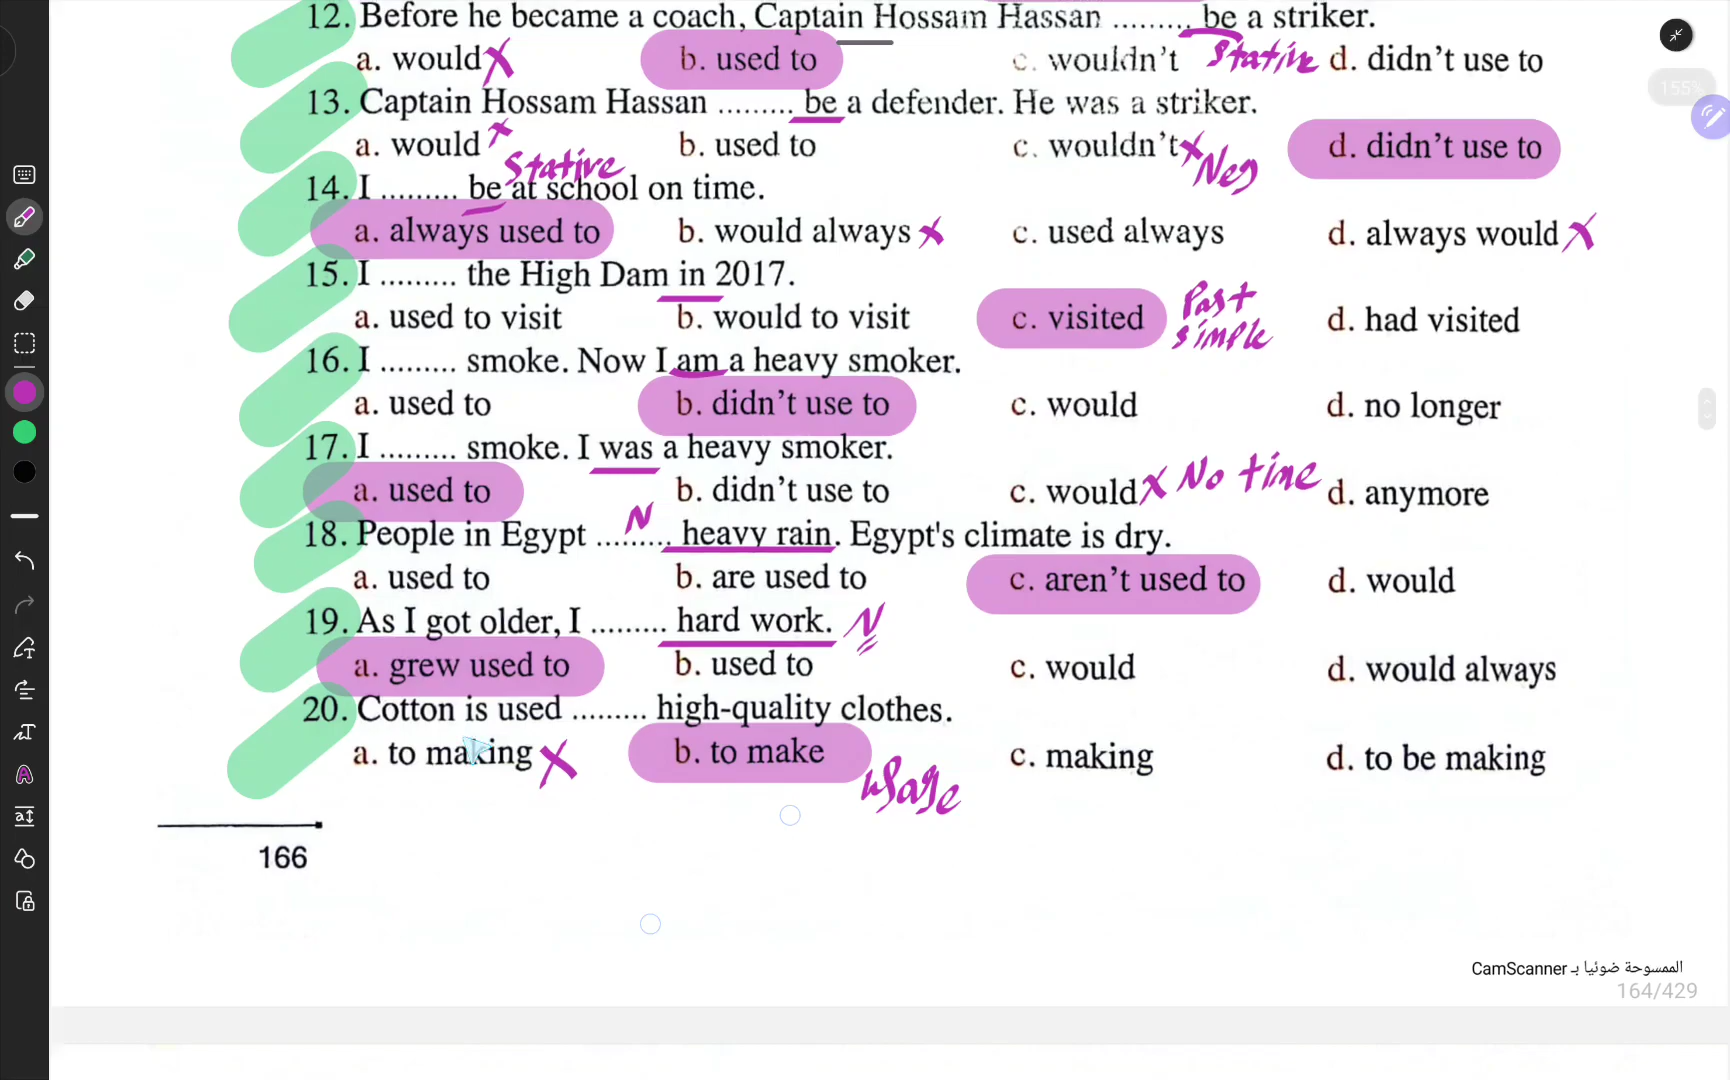 12. Before he became a coach, Captain Hossam Hassan ......... be a striker.
a. would x b. used to c. wouldn't stative d. didn't use to
155%
13. Captain Hossam Hassan ......... be a defender. He was a striker.
a. would x b. used to c. wouldn't x Neg d. didn't use to
stative
14. I ......... be at school on time.
a. always used to b. would always x c. used always d. always would x
15. I ......... the High Dam in 2017.
a. used to visit b. would to visit c. visited Past simple d. had visited
16. I ......... smoke. Now I am a heavy smoker.
a. used to b. didn't use to c. would d. no longer
17. I ......... smoke. I was a heavy smoker.
a. used to b. didn't use to c. would x No time d. anymore
N
18. People in Egypt ......... heavy rain. Egypt's climate is dry.
a. used to b. are used to c. aren't used to d. would
19. As I got older, I ......... hard work. N
a. grew used to b. used to c. would d. would always
20. Cotton is used ......... high-quality clothes.
a. to making x b. to make usage c. making d. to be making
166
الممسوحة ضوئيا بـ CamScanner
164/429